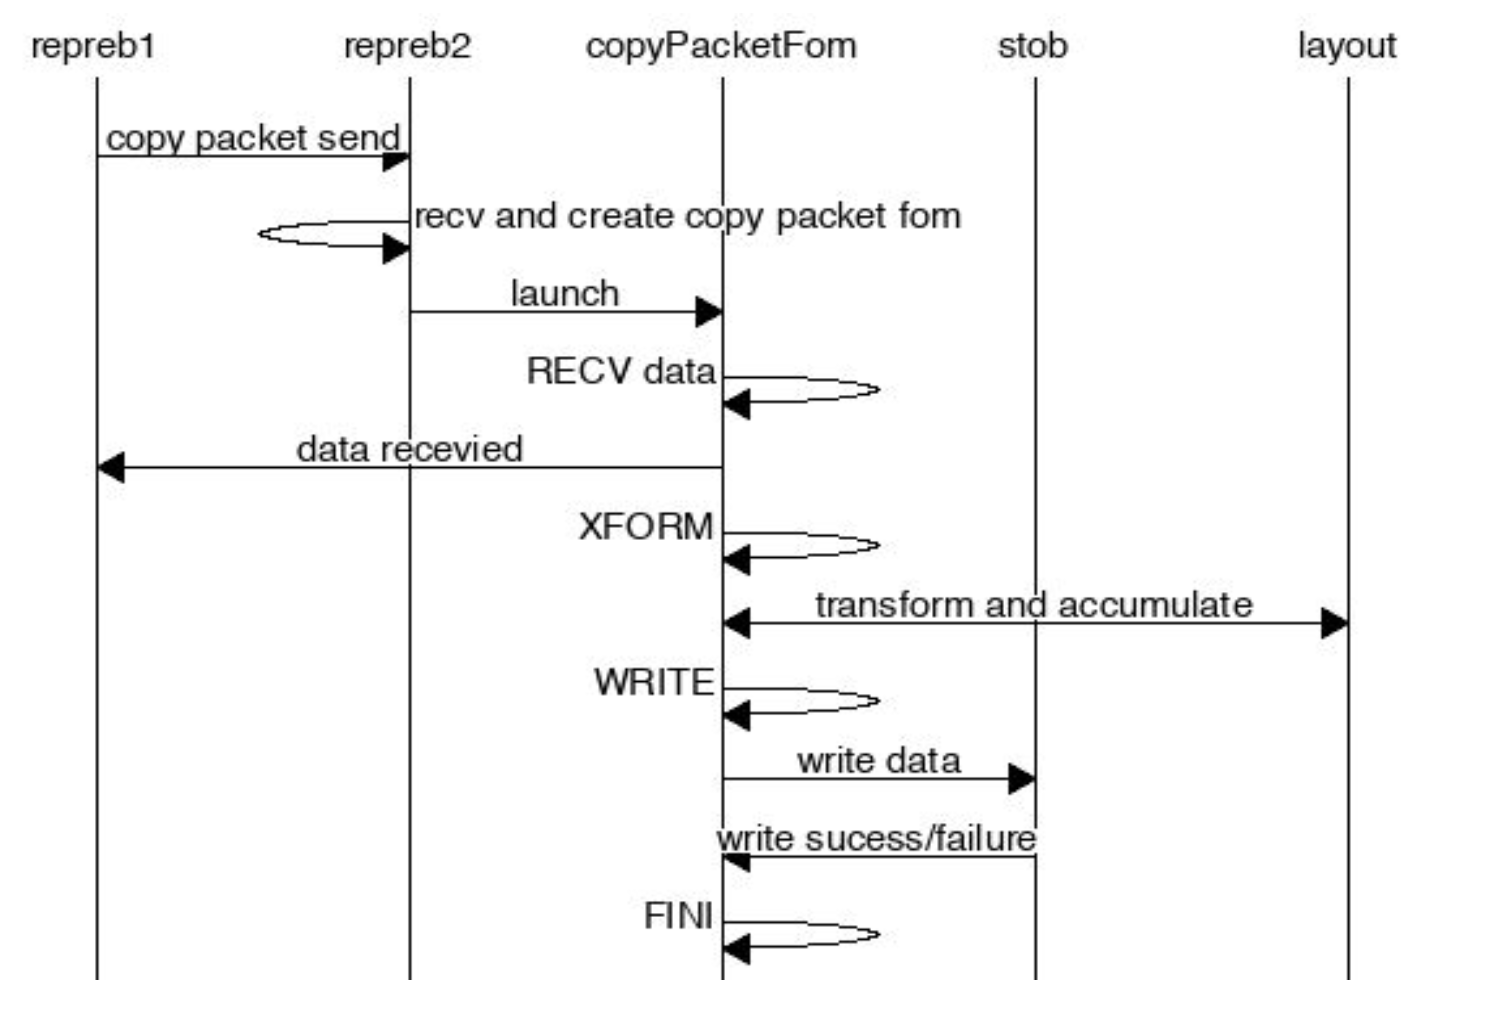 repreb1 repreb2 copyPacketFom stob layout
copy packet send
recv and create copy packet fom
launch
RECV data
data recevied
XFORM
transform and accumulate
WRITE
write data
write sucess/failure
FINI